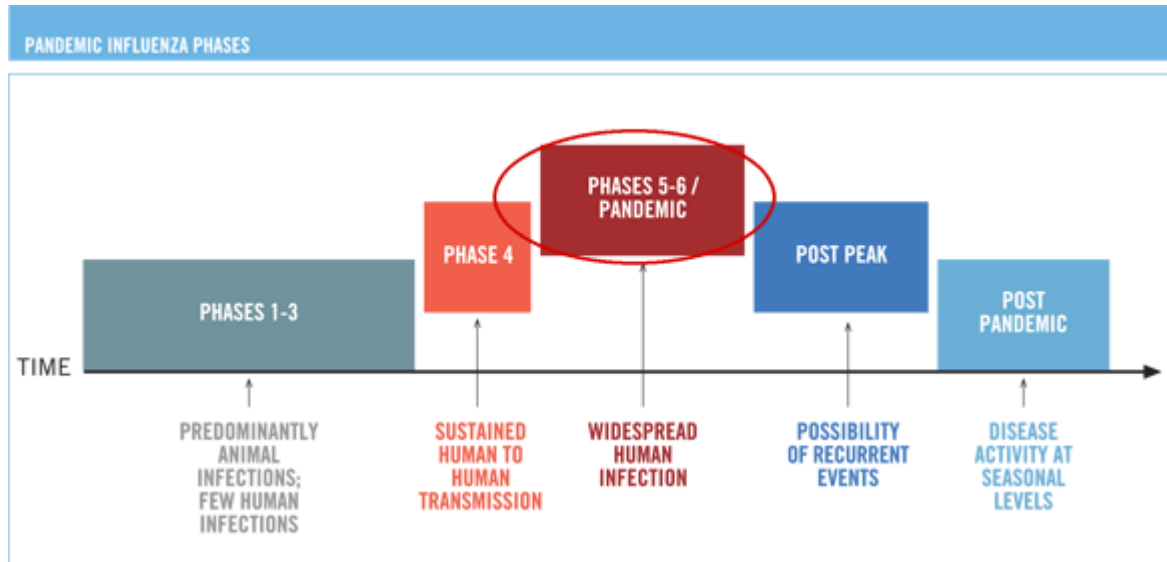 PANDEMIC INFLUENZA PHASES
PHASES 5-6 /
PANDEMIC
PHASE 4
POST PEAK
PHASES 1-3
POST
PANDEMIC
TIME
PREDOMINANTLY
ANIMAL
INFECTIONS;
FEW HUMAN
INFECTIONS
SUSTAINED
HUMAN TO
HUMAN
TRANSMISSION
WIDESPREAD
HUMAN
INFECTION
POSSIBILITY
OF RECURRENT
EVENTS
DISEASE
ACTIVITY AT
SEASONAL
LEVELS